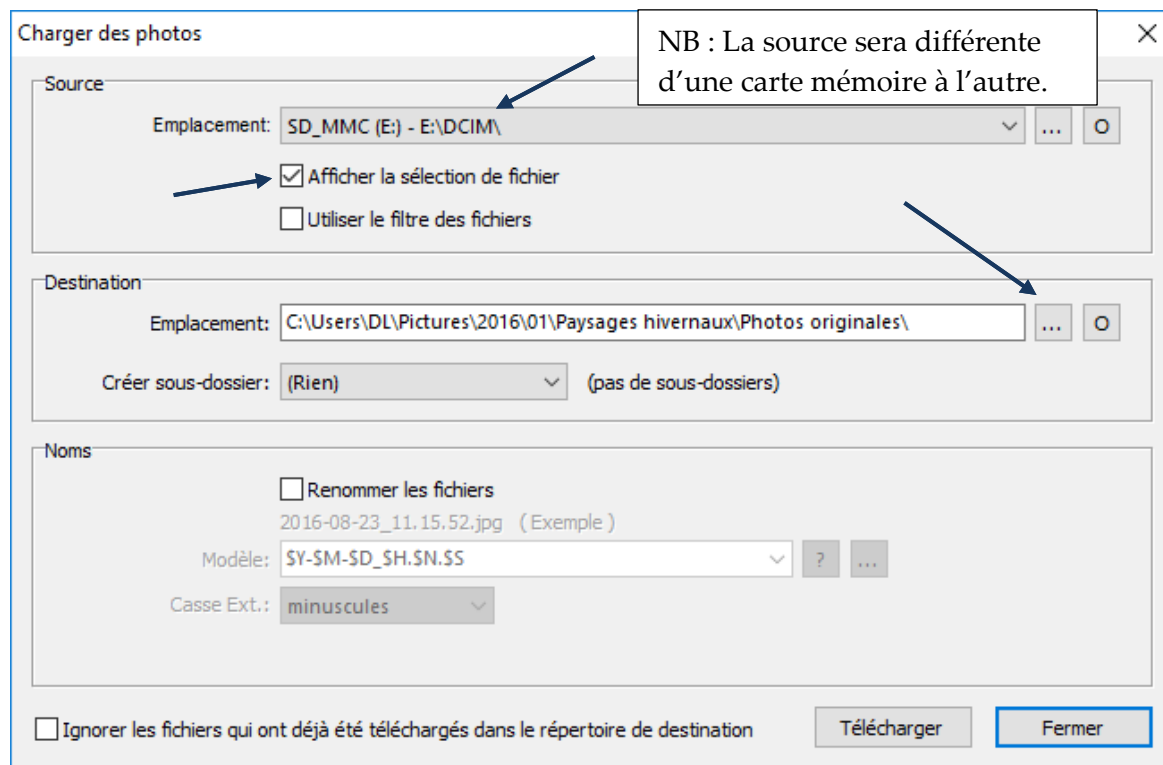 Charger des photos
NB : La source sera différente
d’une carte mémoire à l’autre.
Source
Emplacement: SD_MMC (E:) - E:\DCIM\ ... O
Afficher la sélection de fichier
Utiliser le filtre des fichiers
Destination
Emplacement: C:\Users\DL\Pictures\2016\01\Paysages hivernaux\Photos originales\ ... O
Créer sous-dossier: (Rien) (pas de sous-dossiers)
Noms
Renommer les fichiers
2016-08-23_11.15.52.jpg ( Exemple )
Modèle: $Y-$M-$D_$H.$N.$S ? ...
Casse Ext.: minuscules
Ignorer les fichiers qui ont déjà été téléchargés dans le répertoire de destination Télécharger Fermer